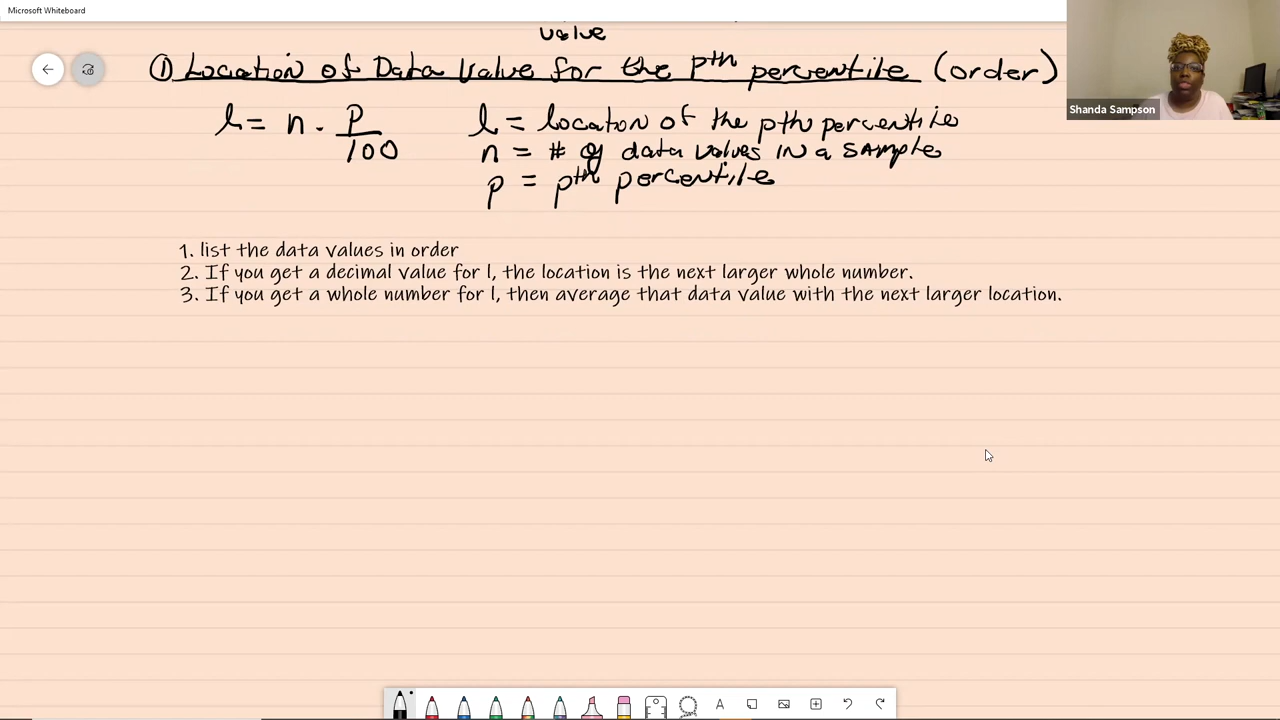 Microsoft Whiteboard
value
① Location of Data Value for the pth percentile (order)
l = n · P/100
l = location of the pth percentile
n = # of data values in a sample
p = pth percentile
1. list the data values in order
2. If you get a decimal value for l, the location is the next larger whole number.
3. If you get a whole number for l, then average that data value with the next larger location.
Shanda Sampson
A